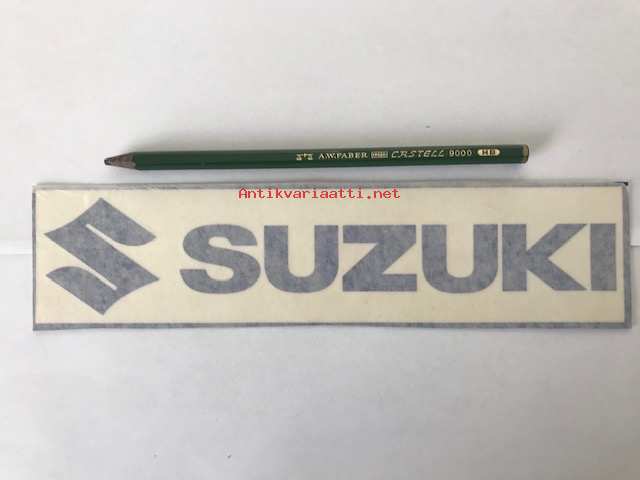 A.W.FABER CASTELL 9000 HB
Antikvariaatti.net
SUZUKI